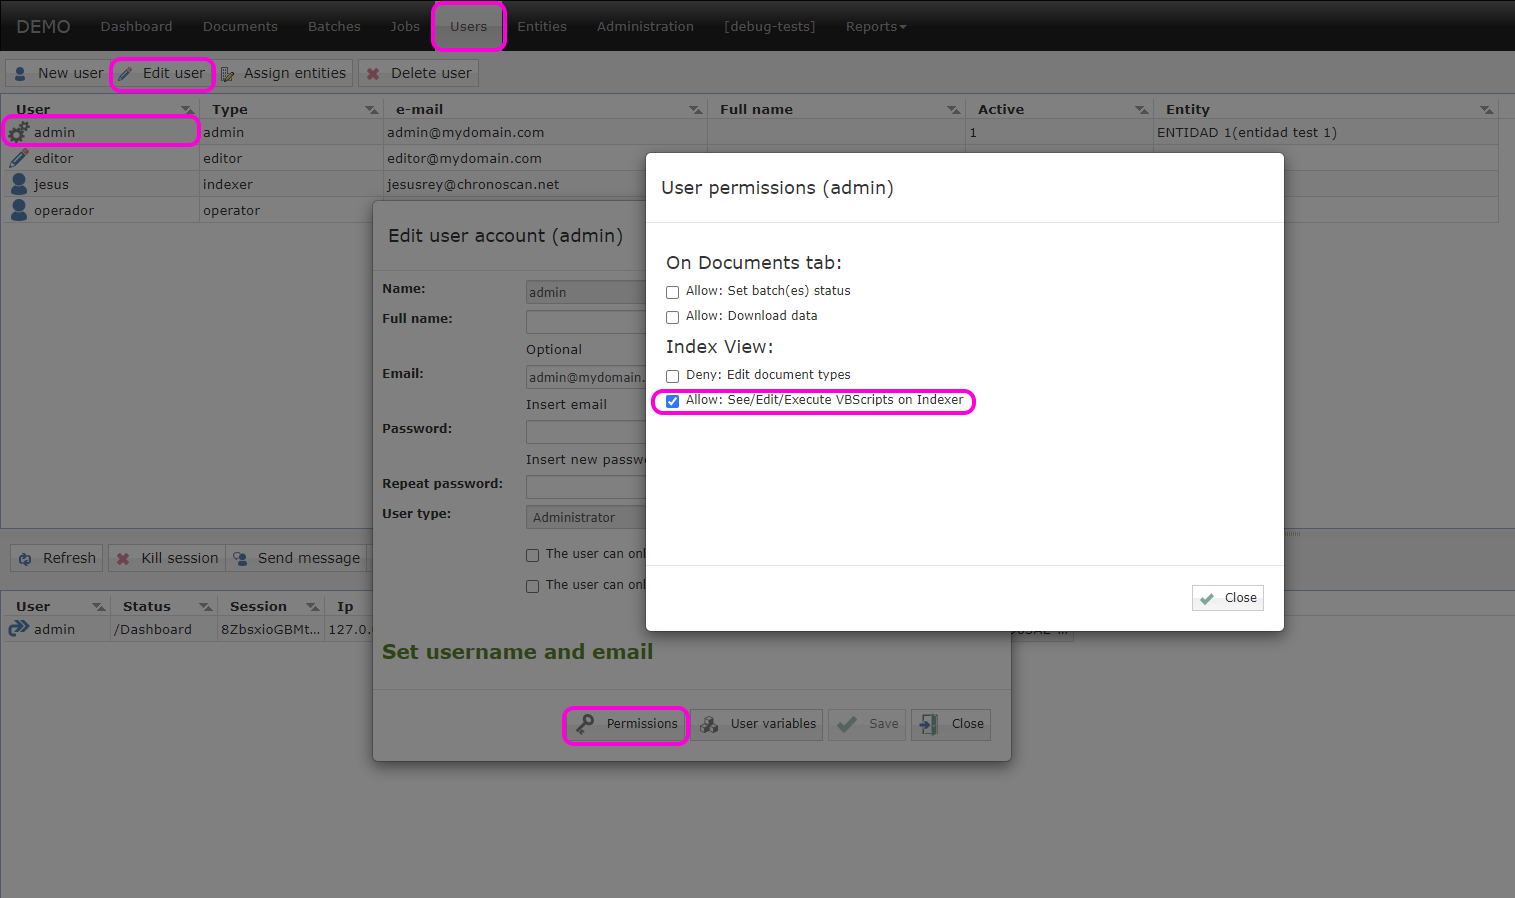 DEMO Dashboard Documents Batches Jobs Users Entities Administration [debug-tests] Reports
New user Edit user Assign entities Delete user
User Type e-mail Full name Active Entity
admin admin admin@mydomain.com 1 ENTIDAD 1(entidad test 1)
editor editor editor@mydomain.com
jesus indexer jesusrey@chronoscan.net
operador operator
User permissions (admin)
On Documents tab:
Allow: Set batch(es) status
Allow: Download data
Index View:
Deny: Edit document types
Allow: See/Edit/Execute VBScripts on Indexer
Close
Edit user account (admin)
Name: admin
Full name:
Optional
Email: admin@mydomain.
Insert email
Password:
Insert new passw
Repeat password:
User type: Administrator
The user can onl
The user can onl
Set username and email
Permissions User variables Save Close
Refresh Kill session Send message
User Status Session Ip
admin /Dashboard 8ZbsxioGBMt... 127.0.